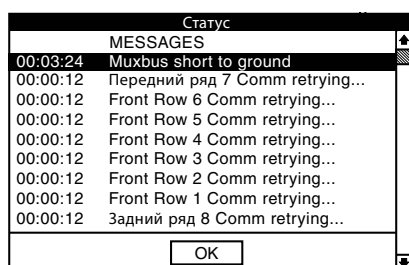 Статус
MESSAGES
00:03:24 Muxbus short to ground
00:00:12 Передний ряд 7 Comm retrying...
00:00:12 Front Row 6 Comm retrying...
00:00:12 Front Row 5 Comm retrying...
00:00:12 Front Row 4 Comm retrying...
00:00:12 Front Row 3 Comm retrying...
00:00:12 Front Row 2 Comm retrying...
00:00:12 Front Row 1 Comm retrying...
00:00:12 Задний ряд 8 Comm retrying...
OK